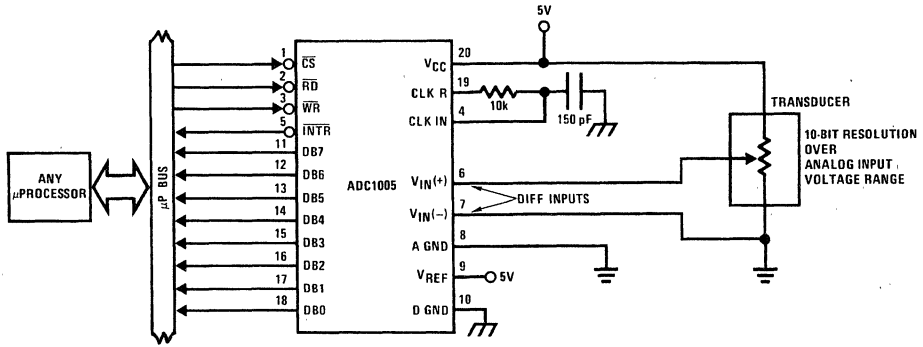 5V
1
CS
2
RD
3
WR
5
INTR
11
DB7
12
DB6
13
DB5
14
DB4
15
DB3
16
DB2
17
DB1
18
DB0
ANY
μPROCESSOR
μP BUS
ADC1005
VCC
20
CLK R
19
10k
CLK IN
4
150 pF
VIN(+)
6
DIFF INPUTS
VIN(−)
7
A GND
8
VREF
9
5V
D GND
10
TRANSDUCER
10-BIT RESOLUTION
OVER
ANALOG INPUT
VOLTAGE RANGE